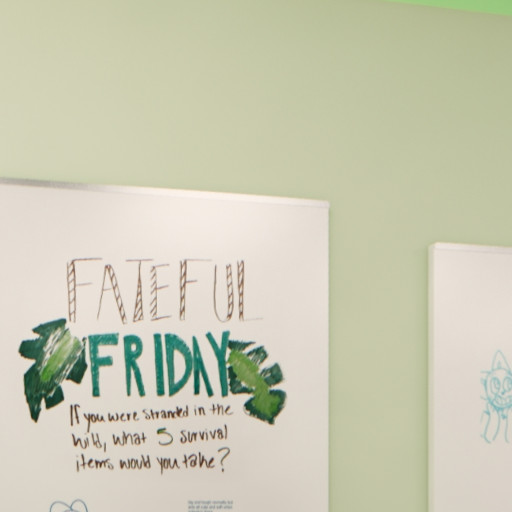 FATEFUL
FRIDAY
If you were stranded in the
wild, what 5 survival
items would you take?